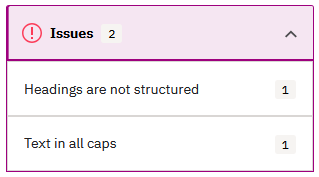 Issues 2
Headings are not structured 1
Text in all caps 1